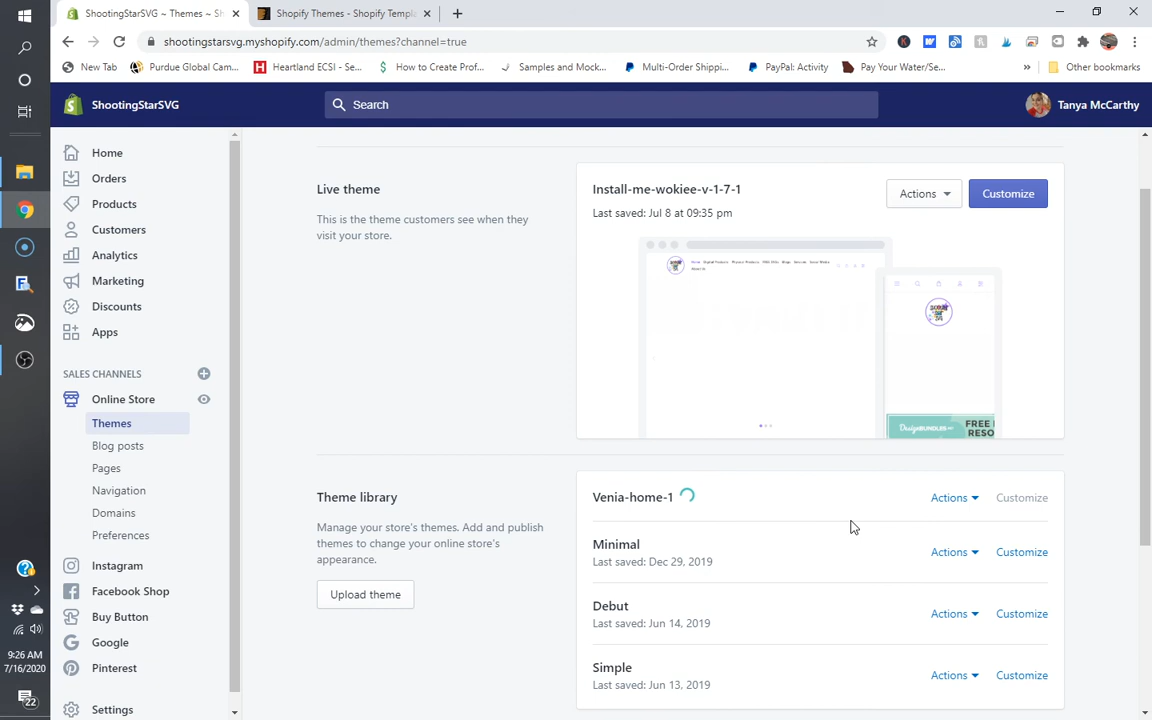 ShootingStarSVG ~ Themes ~ Sh
Shopify Themes - Shopify Templa
shootingstarsvg.myshopify.com/admin/themes?channel=true
New Tab
Purdue Global Cam...
Heartland ECSI - Se...
How to Create Prof...
Samples and Mock...
Multi-Order Shippi...
PayPal: Activity
Pay Your Water/Se...
»
Other bookmarks
ShootingStarSVG
Search
Tanya McCarthy
Home
Orders
Products
Customers
Analytics
Marketing
Discounts
Apps
SALES CHANNELS
Online Store
Themes
Blog posts
Pages
Navigation
Domains
Preferences
Instagram
Facebook Shop
Buy Button
Google
Pinterest
Settings
Live theme
This is the theme customers see when they
visit your store.
Install-me-wokiee-v-1-7-1
Last saved: Jul 8 at 09:35 pm
Actions
Customize
DesignBUNDLES.net
FREE
RESO
Theme library
Manage your store's themes. Add and publish
themes to change your online store's
appearance.
Upload theme
Venia-home-1
Actions
Customize
Minimal
Last saved: Dec 29, 2019
Actions
Customize
Debut
Last saved: Jun 14, 2019
Actions
Customize
Simple
Last saved: Jun 13, 2019
Actions
Customize
9:26 AM
7/16/2020
22